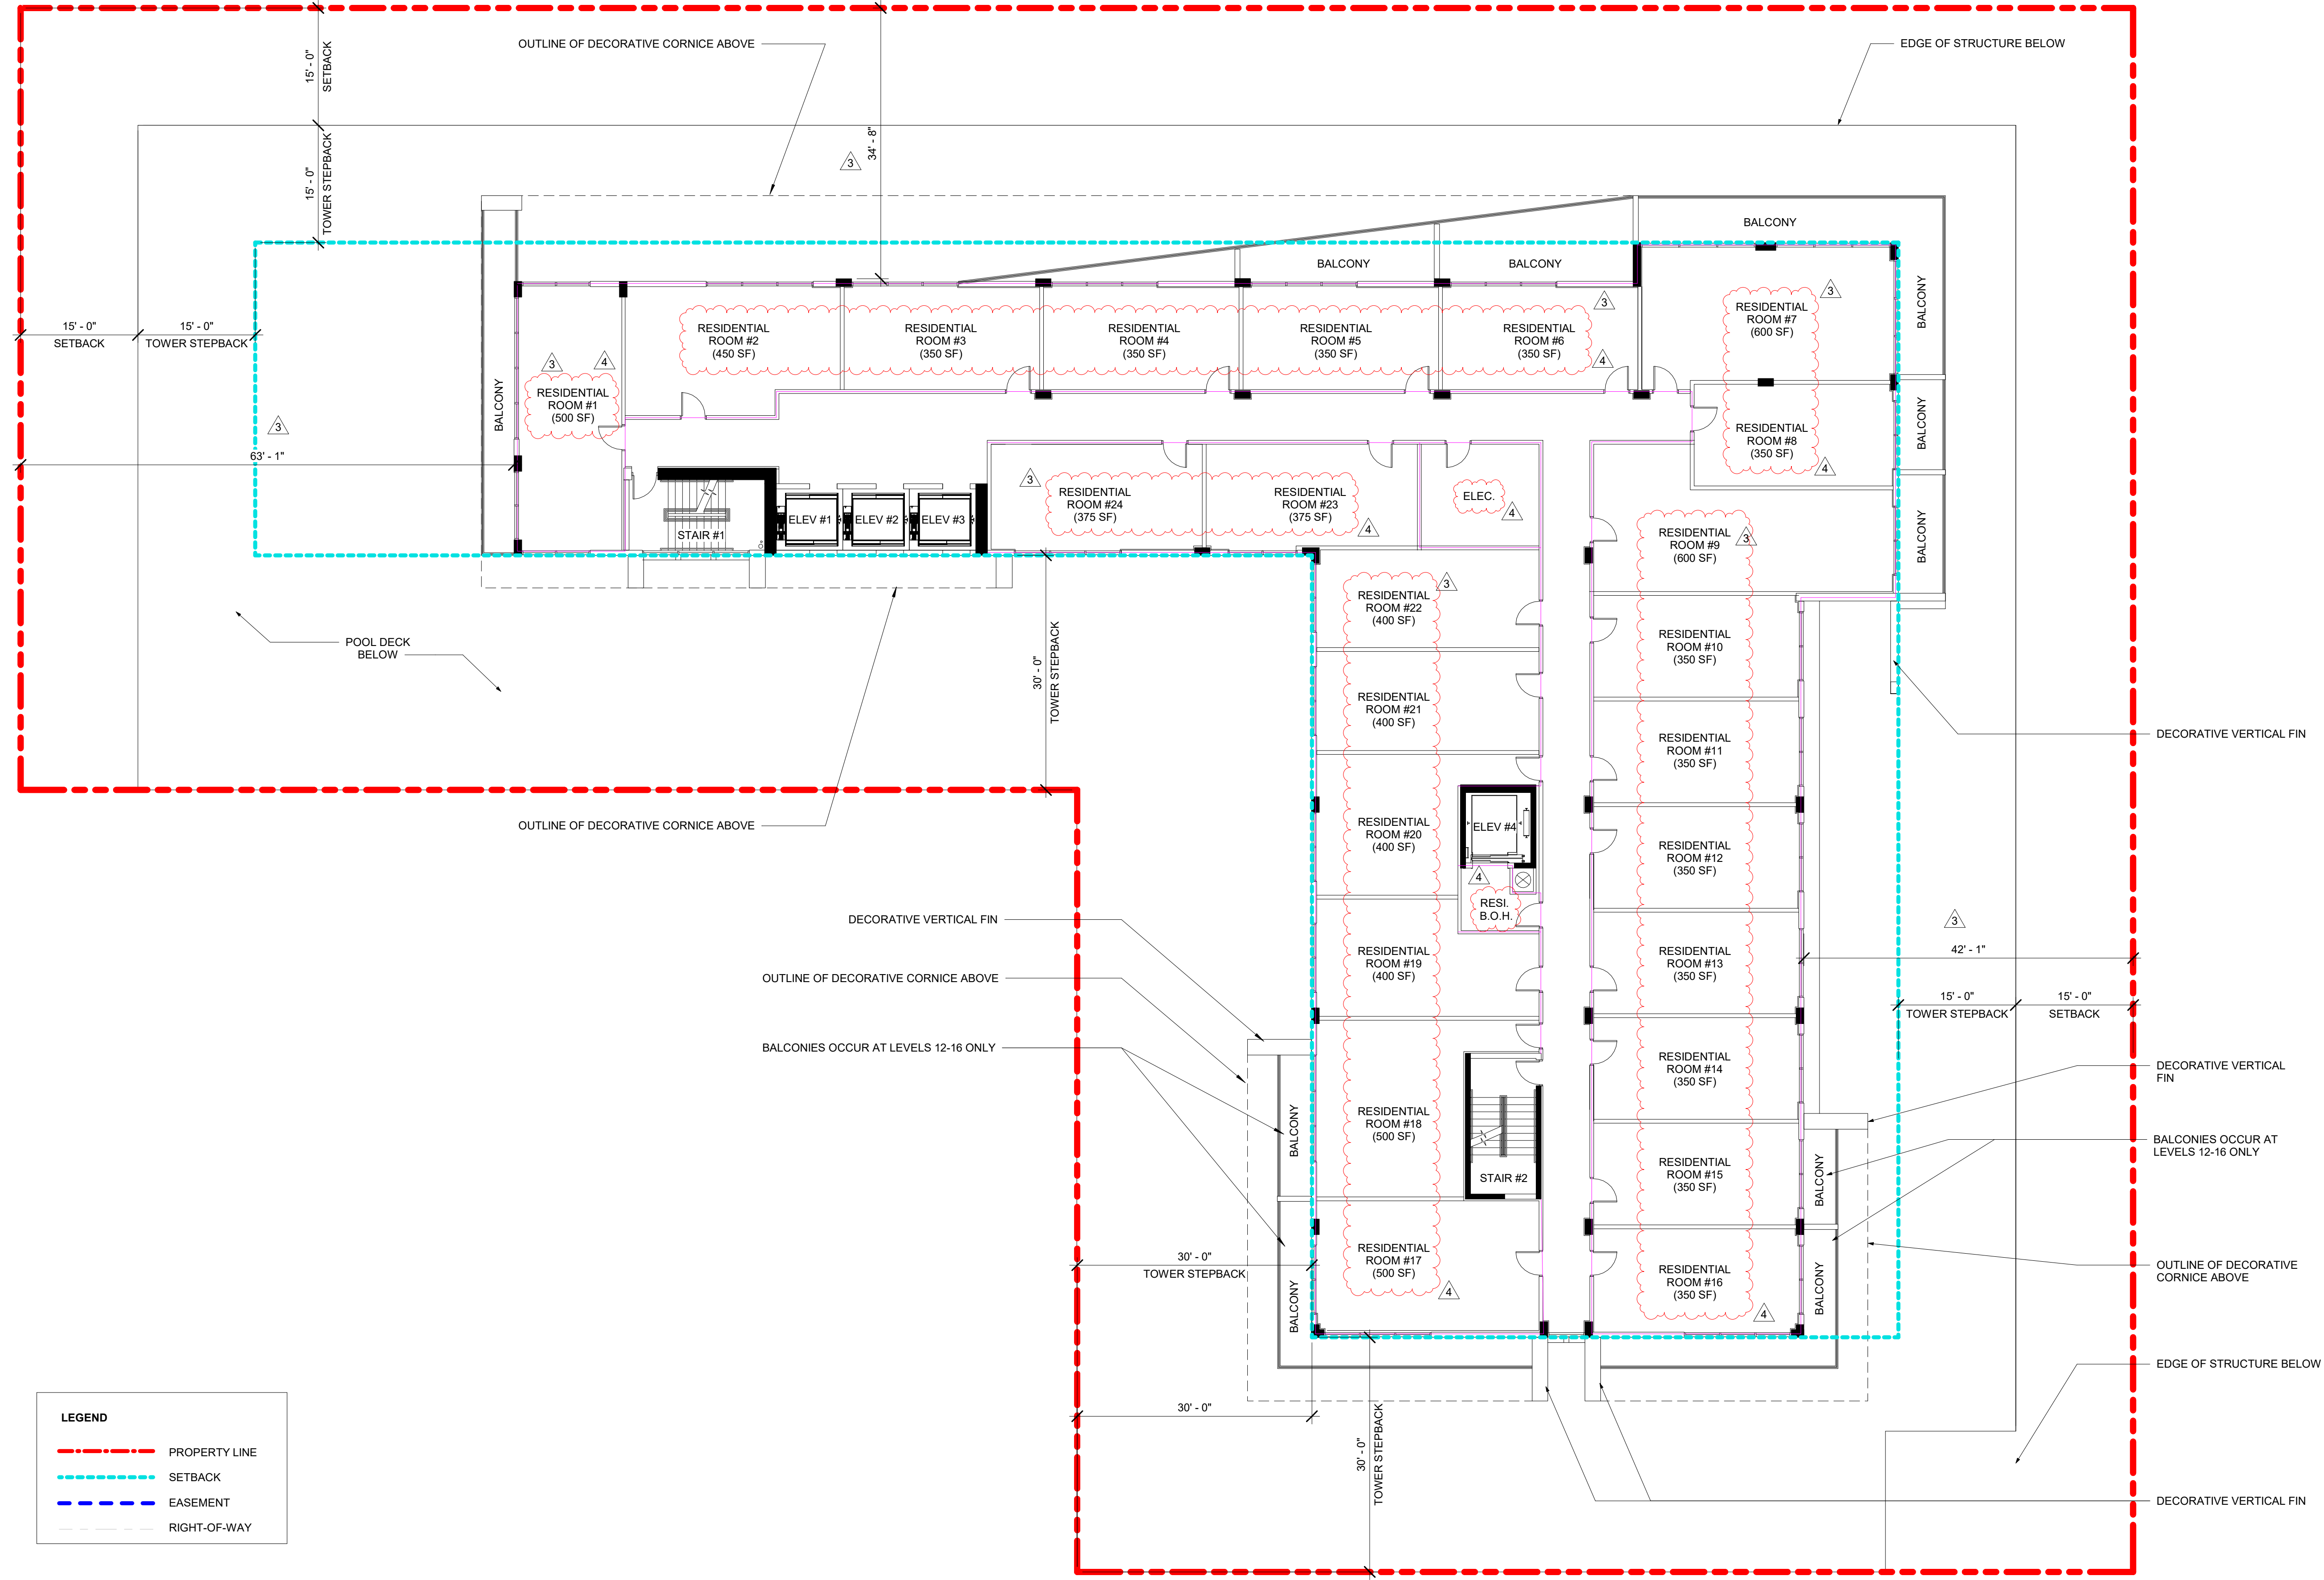 OUTLINE OF DECORATIVE CORNICE ABOVE
EDGE OF STRUCTURE BELOW
15' - 0"
SETBACK
15' - 0"
TOWER STEPBACK
34' - 8"
3
BALCONY
BALCONY
BALCONY
BALCONY
BALCONY
BALCONY
BALCONY
15' - 0"
SETBACK
15' - 0"
TOWER STEPBACK
3
63' - 1"
3
4
RESIDENTIAL
ROOM #1
(500 SF)
RESIDENTIAL
ROOM #2
(450 SF)
RESIDENTIAL
ROOM #3
(350 SF)
RESIDENTIAL
ROOM #4
(350 SF)
RESIDENTIAL
ROOM #5
(350 SF)
RESIDENTIAL
ROOM #6
(350 SF)
3
4
RESIDENTIAL
ROOM #7
(600 SF)
3
RESIDENTIAL
ROOM #8
(350 SF)
4
STAIR #1
ELEV #1
ELEV #2
ELEV #3
3
RESIDENTIAL
ROOM #24
(375 SF)
RESIDENTIAL
ROOM #23
(375 SF)
4
ELEC.
4
RESIDENTIAL
ROOM #9
(600 SF)
3
RESIDENTIAL
ROOM #22
(400 SF)
3
RESIDENTIAL
ROOM #10
(350 SF)
POOL DECK
BELOW
30' - 0"
TOWER STEPBACK
RESIDENTIAL
ROOM #21
(400 SF)
RESIDENTIAL
ROOM #11
(350 SF)
DECORATIVE VERTICAL FIN
OUTLINE OF DECORATIVE CORNICE ABOVE
RESIDENTIAL
ROOM #20
(400 SF)
ELEV #4
RESIDENTIAL
ROOM #12
(350 SF)
4
RESI.
B.O.H.
DECORATIVE VERTICAL FIN
3
42' - 1"
OUTLINE OF DECORATIVE CORNICE ABOVE
RESIDENTIAL
ROOM #19
(400 SF)
RESIDENTIAL
ROOM #13
(350 SF)
15' - 0"
TOWER STEPBACK
15' - 0"
SETBACK
BALCONIES OCCUR AT LEVELS 12-16 ONLY
RESIDENTIAL
ROOM #14
(350 SF)
DECORATIVE VERTICAL
FIN
BALCONY
RESIDENTIAL
ROOM #18
(500 SF)
STAIR #2
RESIDENTIAL
ROOM #15
(350 SF)
BALCONY
BALCONIES OCCUR AT
LEVELS 12-16 ONLY
30' - 0"
TOWER STEPBACK
BALCONY
RESIDENTIAL
ROOM #17
(500 SF)
4
RESIDENTIAL
ROOM #16
(350 SF)
4
BALCONY
OUTLINE OF DECORATIVE
CORNICE ABOVE
EDGE OF STRUCTURE BELOW
30' - 0"
30' - 0"
TOWER STEPBACK
DECORATIVE VERTICAL FIN
LEGEND
PROPERTY LINE
SETBACK
EASEMENT
RIGHT-OF-WAY